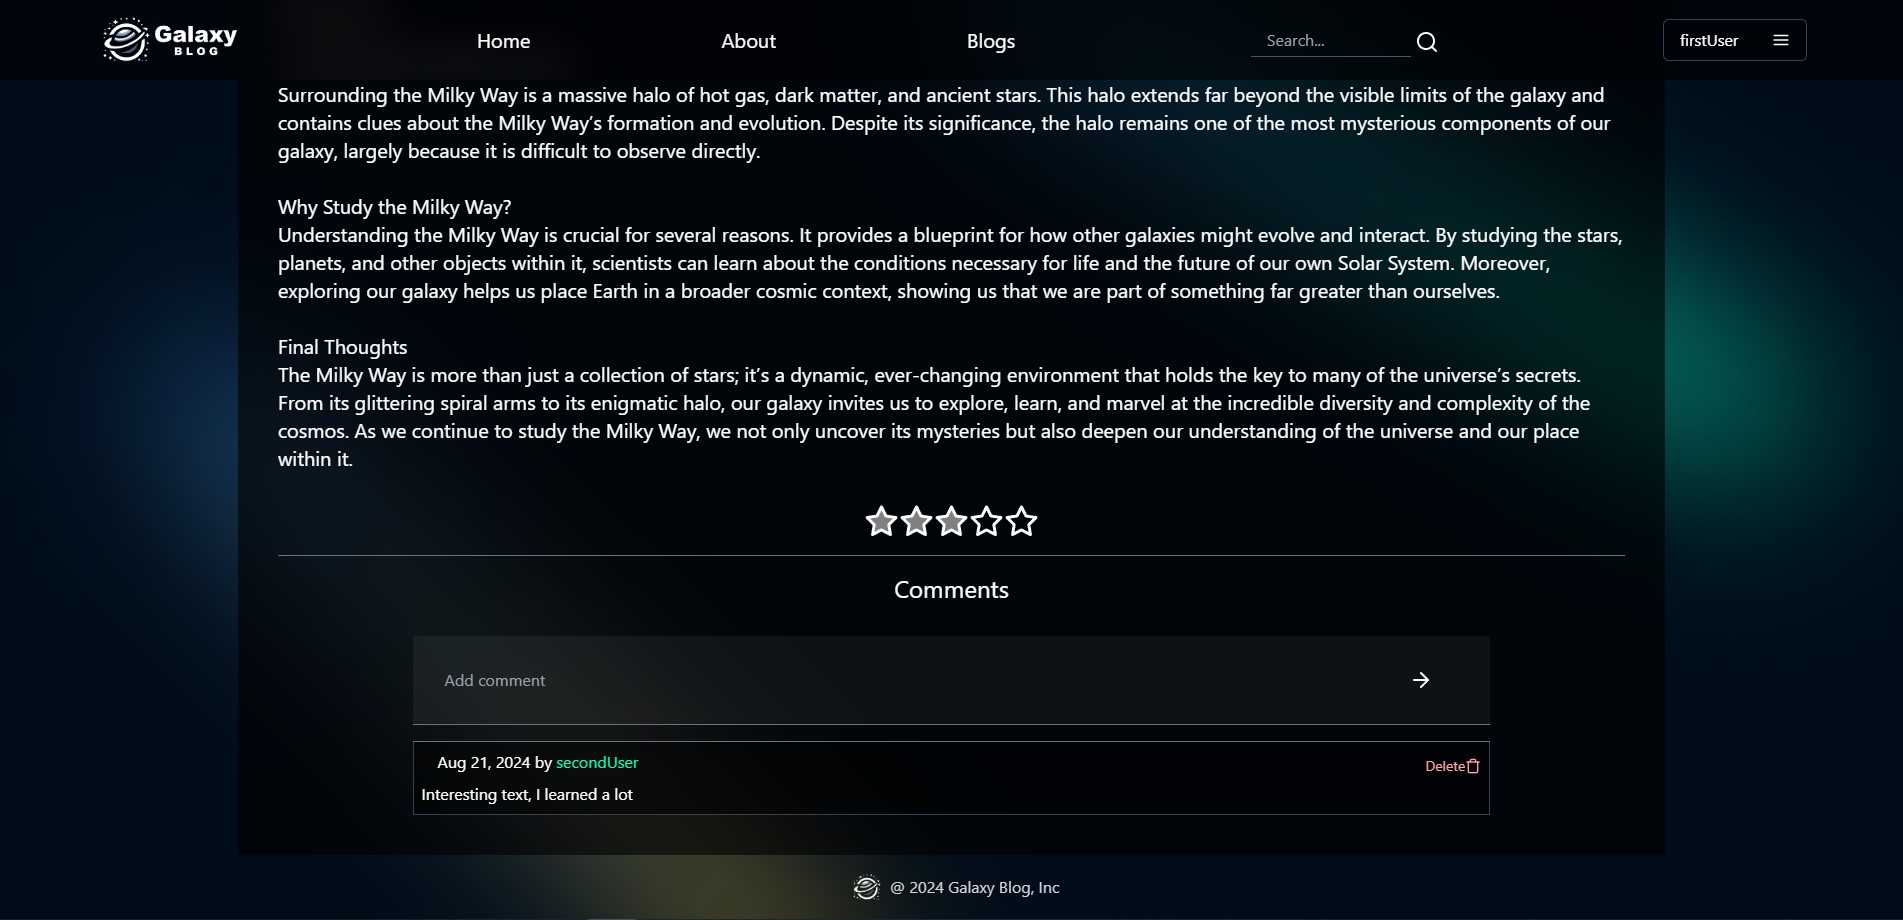 Galaxy
BLOG
Home
About
Blogs
Search...
firstUser
Surrounding the Milky Way is a massive halo of hot gas, dark matter, and ancient stars. This halo extends far beyond the visible limits of the galaxy and
contains clues about the Milky Way’s formation and evolution. Despite its significance, the halo remains one of the most mysterious components of our
galaxy, largely because it is difficult to observe directly.
Why Study the Milky Way?
Understanding the Milky Way is crucial for several reasons. It provides a blueprint for how other galaxies might evolve and interact. By studying the stars,
planets, and other objects within it, scientists can learn about the conditions necessary for life and the future of our own Solar System. Moreover,
exploring our galaxy helps us place Earth in a broader cosmic context, showing us that we are part of something far greater than ourselves.
Final Thoughts
The Milky Way is more than just a collection of stars; it’s a dynamic, ever-changing environment that holds the key to many of the universe’s secrets.
From its glittering spiral arms to its enigmatic halo, our galaxy invites us to explore, learn, and marvel at the incredible diversity and complexity of the
cosmos. As we continue to study the Milky Way, we not only uncover its mysteries but also deepen our understanding of the universe and our place
within it.
Comments
Add comment
Aug 21, 2024 by secondUser
Delete
Interesting text, I learned a lot
@ 2024 Galaxy Blog, Inc